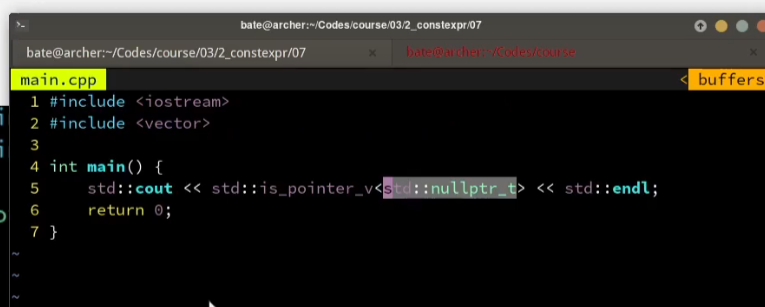 bate@archer:~/Codes/course/03/2_constexpr/07
bate@archer:~/Codes/course/03/2_constexpr/07 × bate@archer:~/Codes/course ×
main.cpp < buffers
1 #include <iostream>
2 #include <vector>
3
4 int main() {
5     std::cout << std::is_pointer_v<std::nullptr_t> << std::endl;
6     return 0;
7 }
~
~
~